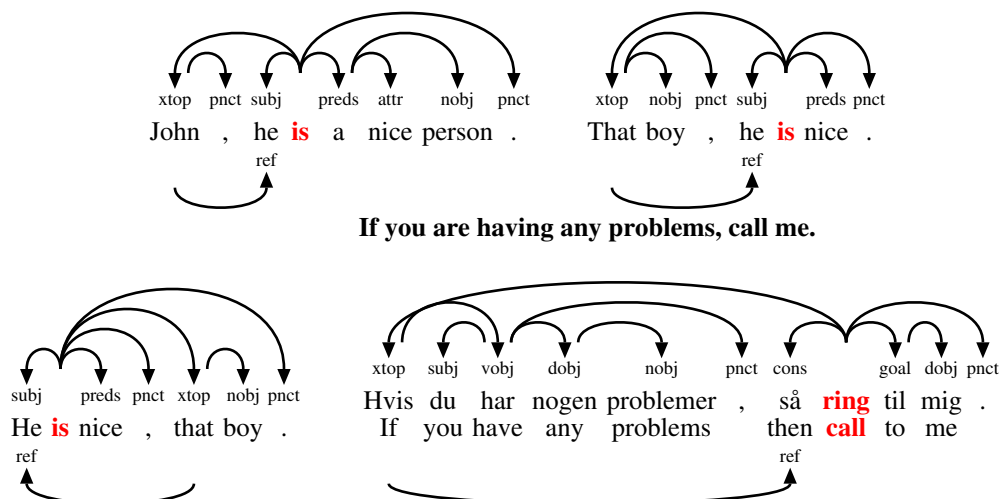 xtop pnct subj preds attr nobj pnct
John , he is a nice person .
ref
xtop nobj pnct subj preds pnct
That boy , he is nice .
ref
If you are having any problems, call me.
subj preds pnct xtop nobj pnct
He is nice , that boy .
ref
xtop subj vobj dobj nobj pnct cons goal dobj pnct
Hvis du har nogen problemer , så ring til mig .
If you have any problems then call to me
ref